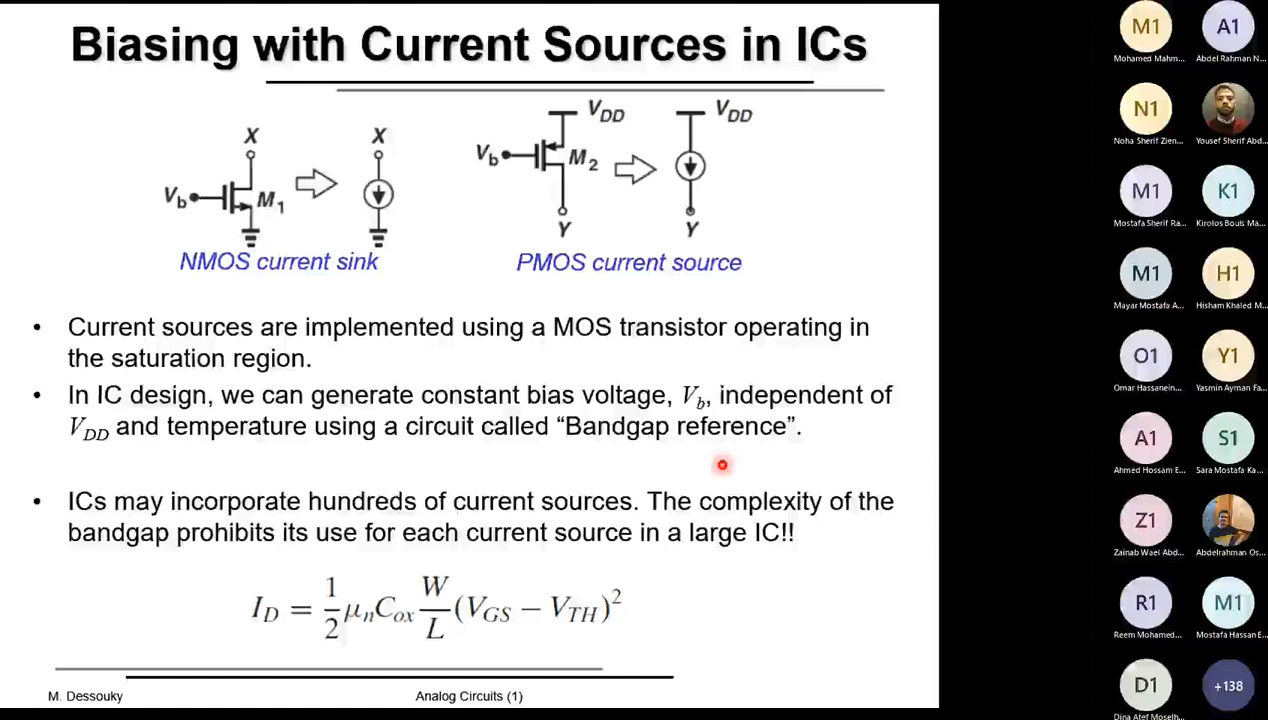 Biasing with Current Sources in ICs
X
X
V_b
M_1
V_DD
V_DD
V_b
M_2
Y
Y
NMOS current sink
PMOS current source
• Current sources are implemented using a MOS transistor operating in
the saturation region.
• In IC design, we can generate constant bias voltage, V_b, independent of
V_DD and temperature using a circuit called “Bandgap reference”.
• ICs may incorporate hundreds of current sources. The complexity of the
bandgap prohibits its use for each current source in a large IC!!
I_D = 1/2 μ_n C_ox W/L (V_GS − V_TH)^2
M. Dessouky
Analog Circuits (1)
M1
A1
Mohamed Mahm...
Abdel Rahman N...
N1
Noha Sherif Zien...
Yousef Sherif Abd...
M1
K1
Mostafa Sherif Ra...
Kirolos Bouls Ma...
M1
H1
Mayar Mostafa A...
Hisham Khaled M...
O1
Y1
Omar Hassanein...
Yasmin Ayman Fa...
A1
S1
Ahmed Hossam E...
Sara Mostafa Ka...
Z1
Zainab Wael Abd...
Abdelrahman Os...
R1
M1
Reem Mohamed...
Mostafa Hassan E...
D1
+138
Dina Atef Moselh...